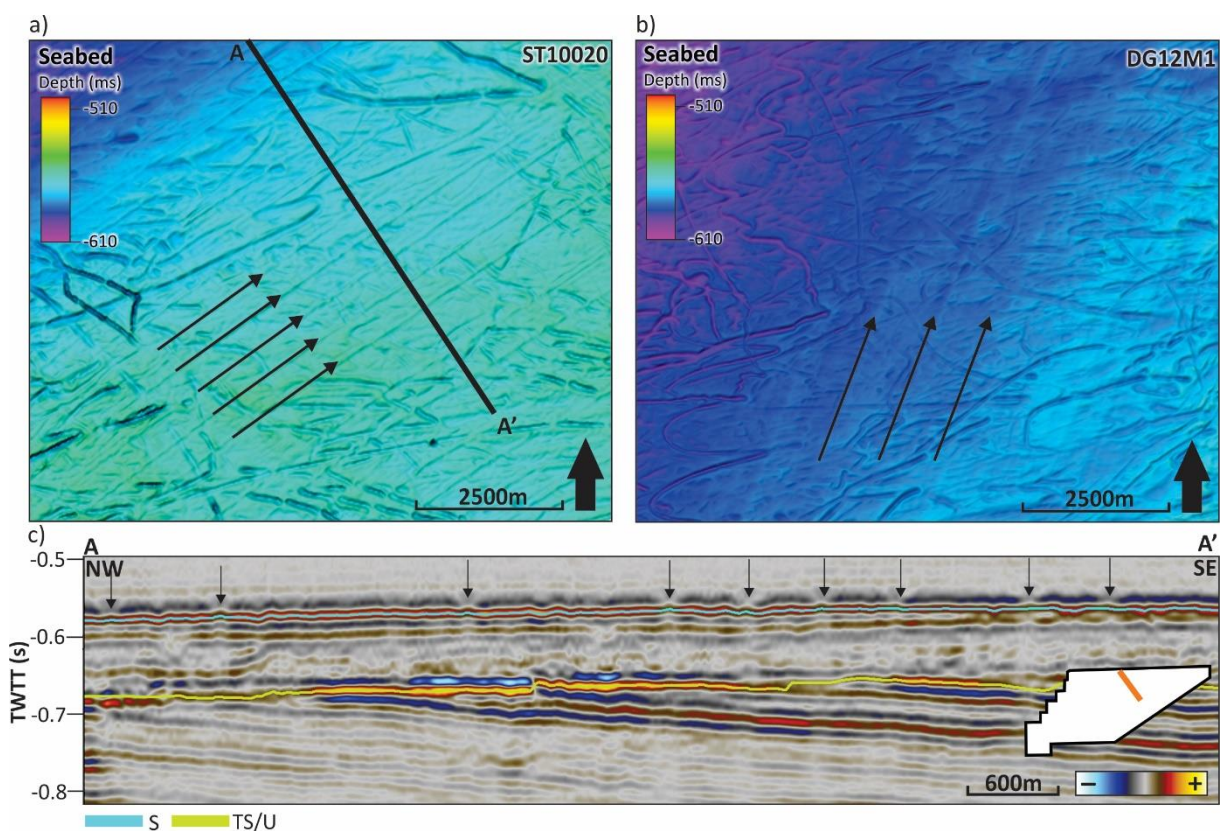 a)
Seabed
Depth (ms)
-510
-610
A
ST10020
A'
2500m
b)
Seabed
Depth (ms)
-510
-610
DG12M1
2500m
c)
A
NW
A'
SE
-0.5
-0.6
-0.7
-0.8
TWTT (s)
600m
− +
S TS/U